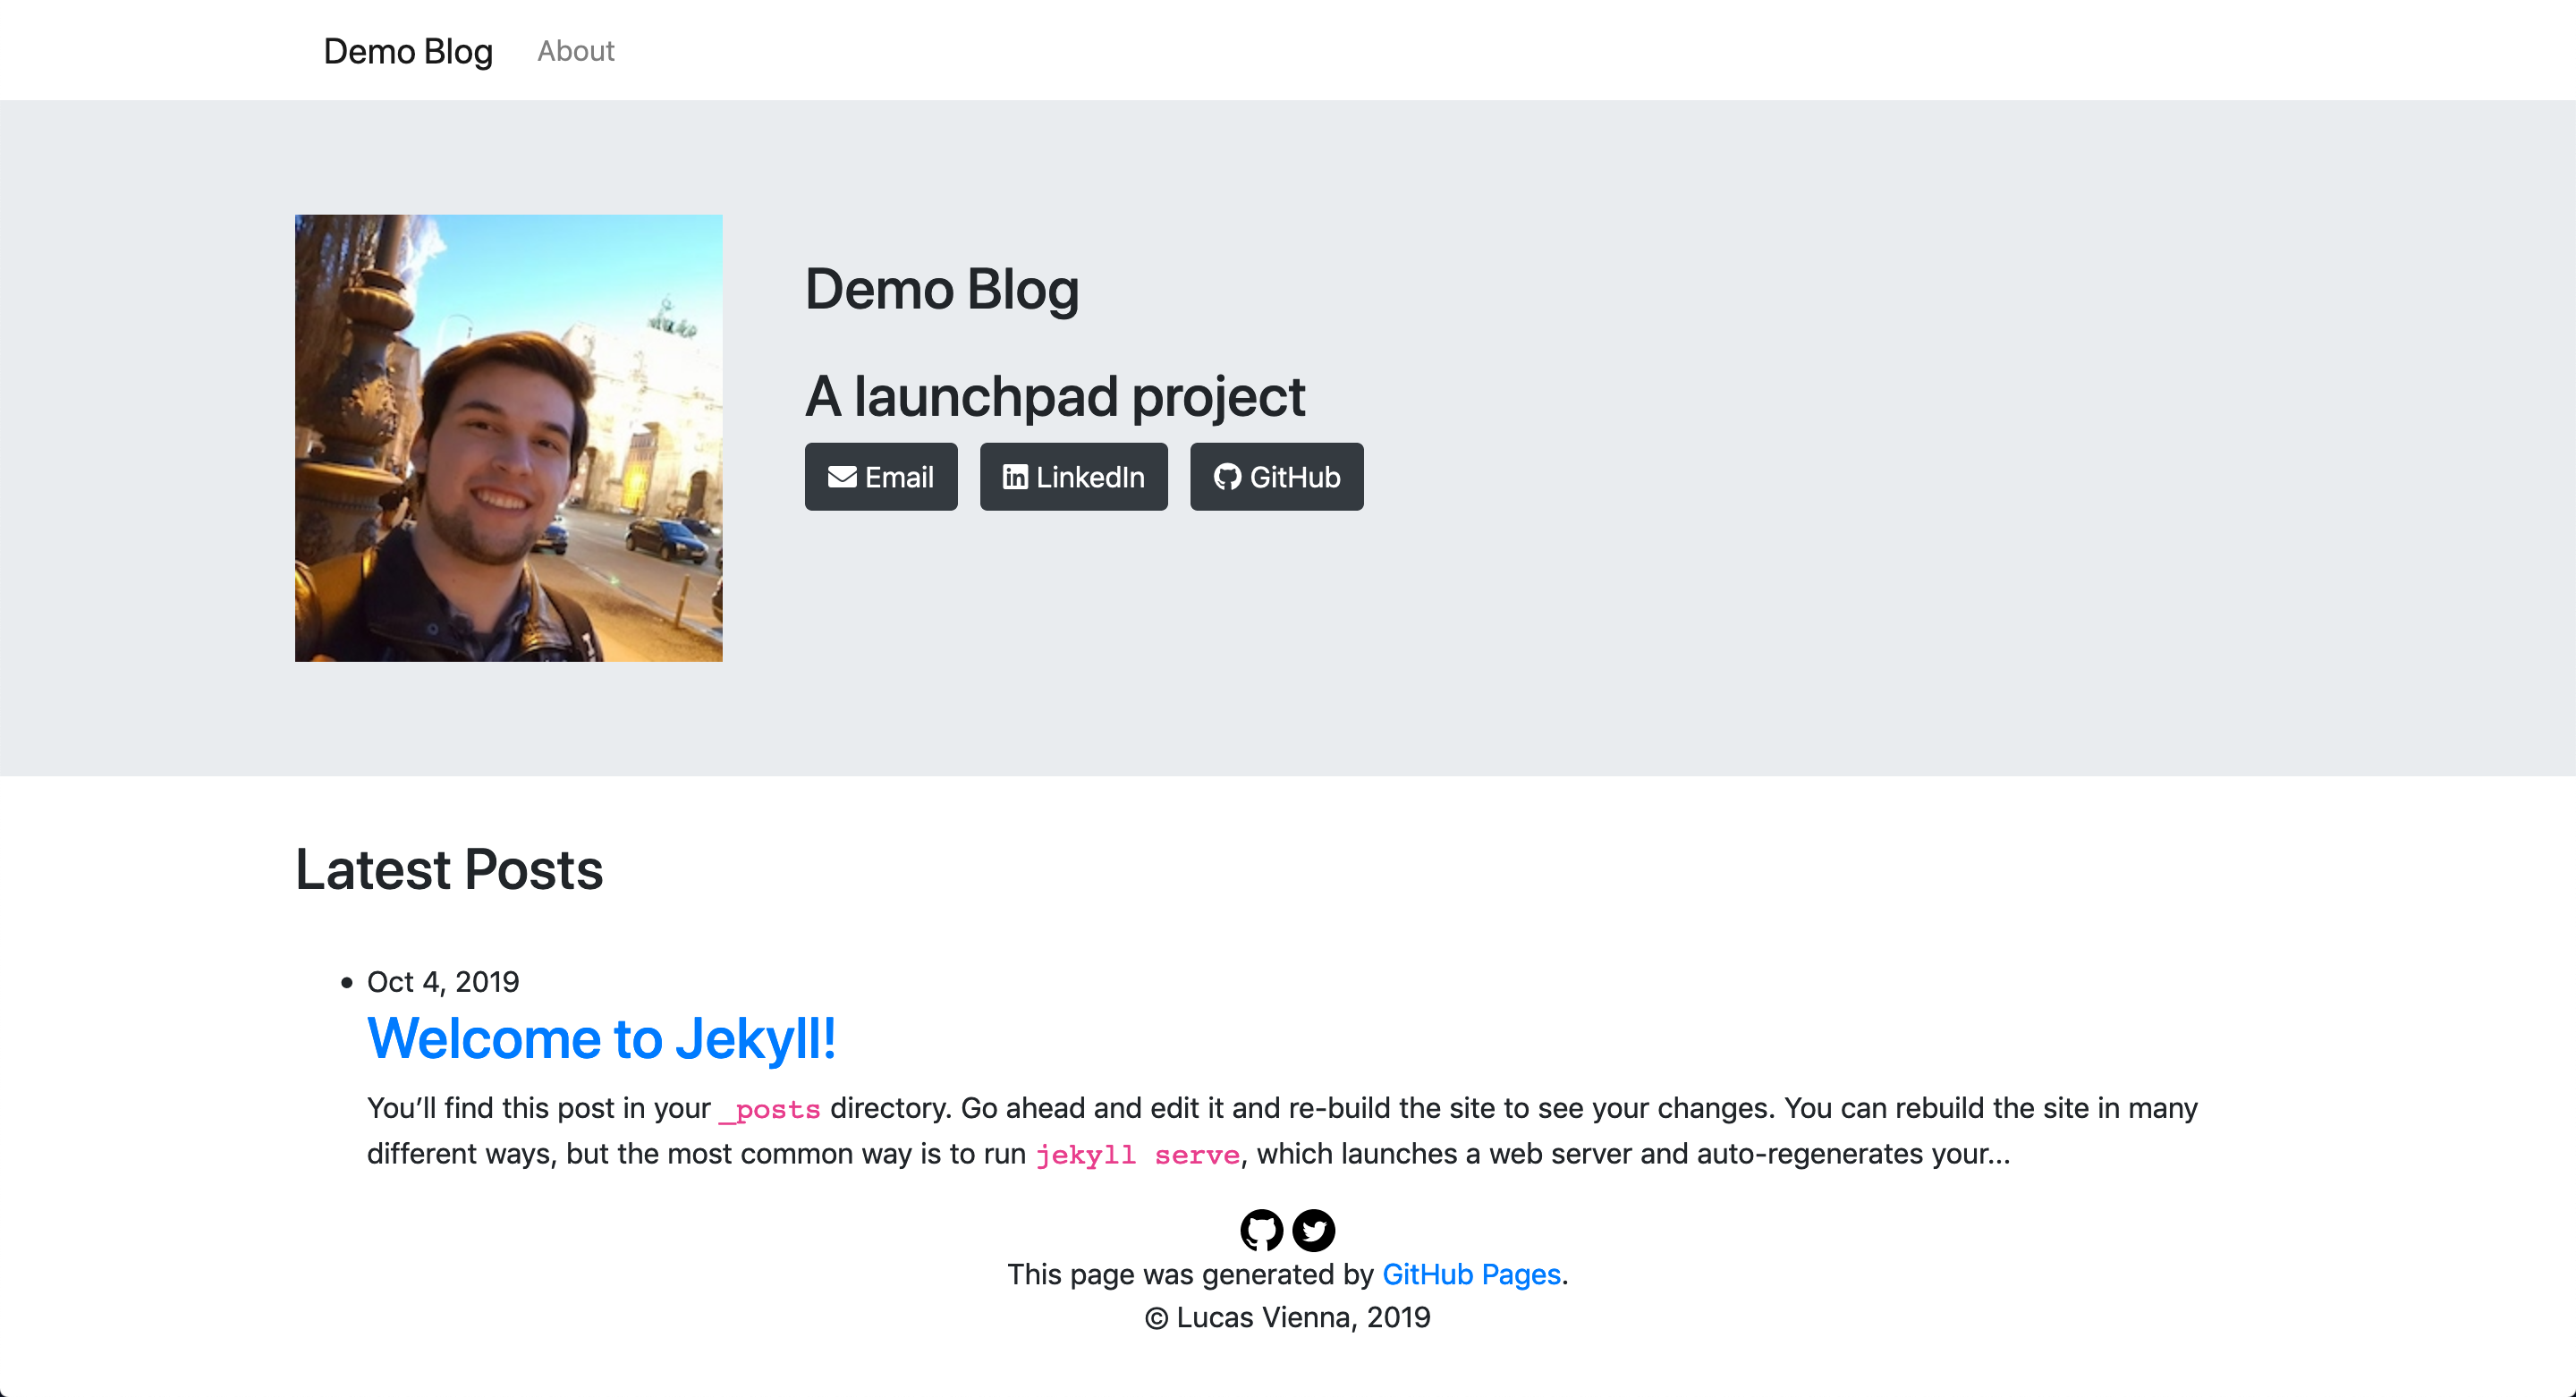 Demo Blog About
Demo Blog
A launchpad project
Email LinkedIn GitHub
Latest Posts
Oct 4, 2019
Welcome to Jekyll!
You’ll find this post in your _posts directory. Go ahead and edit it and re-build the site to see your changes. You can rebuild the site in many
different ways, but the most common way is to run jekyll serve, which launches a web server and auto-regenerates your...
This page was generated by GitHub Pages.
© Lucas Vienna, 2019